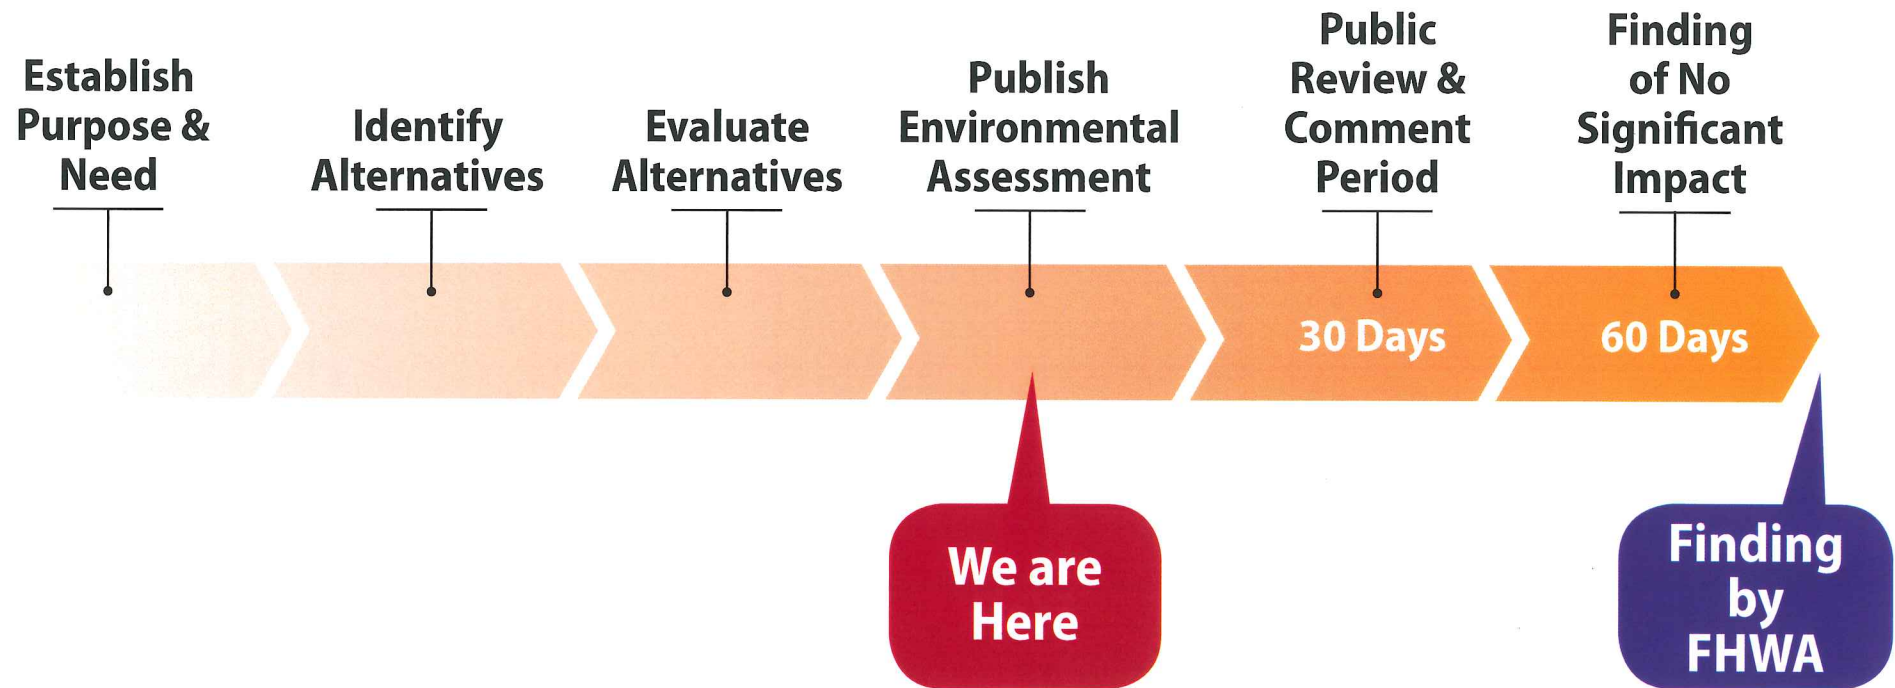 Establish
Purpose &
Need
Identify
Alternatives
Evaluate
Alternatives
Publish
Environmental
Assessment
Public
Review &
Comment
Period
Finding
of No
Significant
Impact
30 Days
60 Days
We are
Here
Finding
by
FHWA